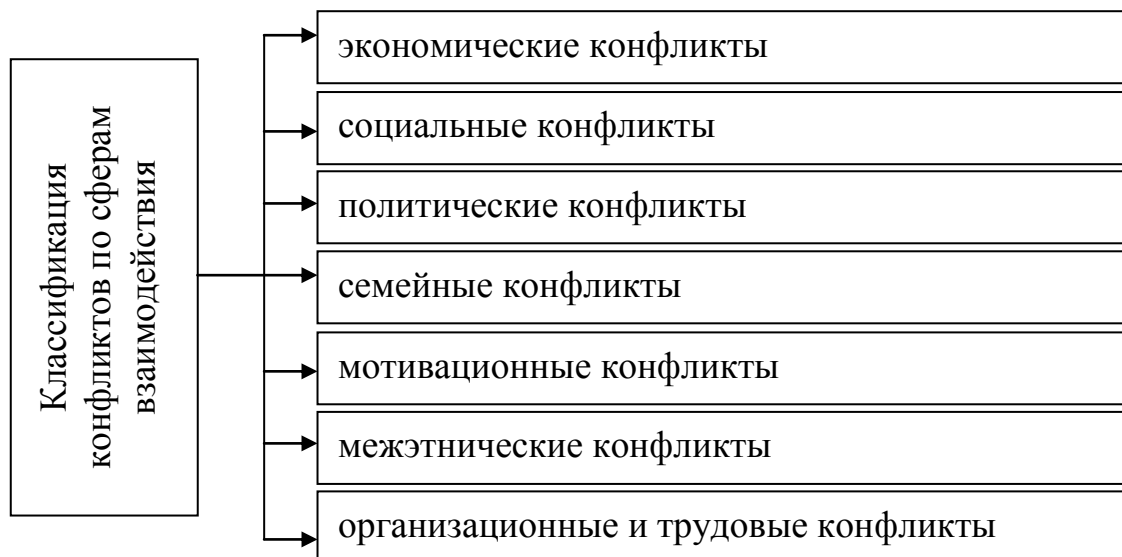 Классификация
конфликтов по сферам
взаимодействия
экономические конфликты
социальные конфликты
политические конфликты
семейные конфликты
мотивационные конфликты
межэтнические конфликты
организационные и трудовые конфликты